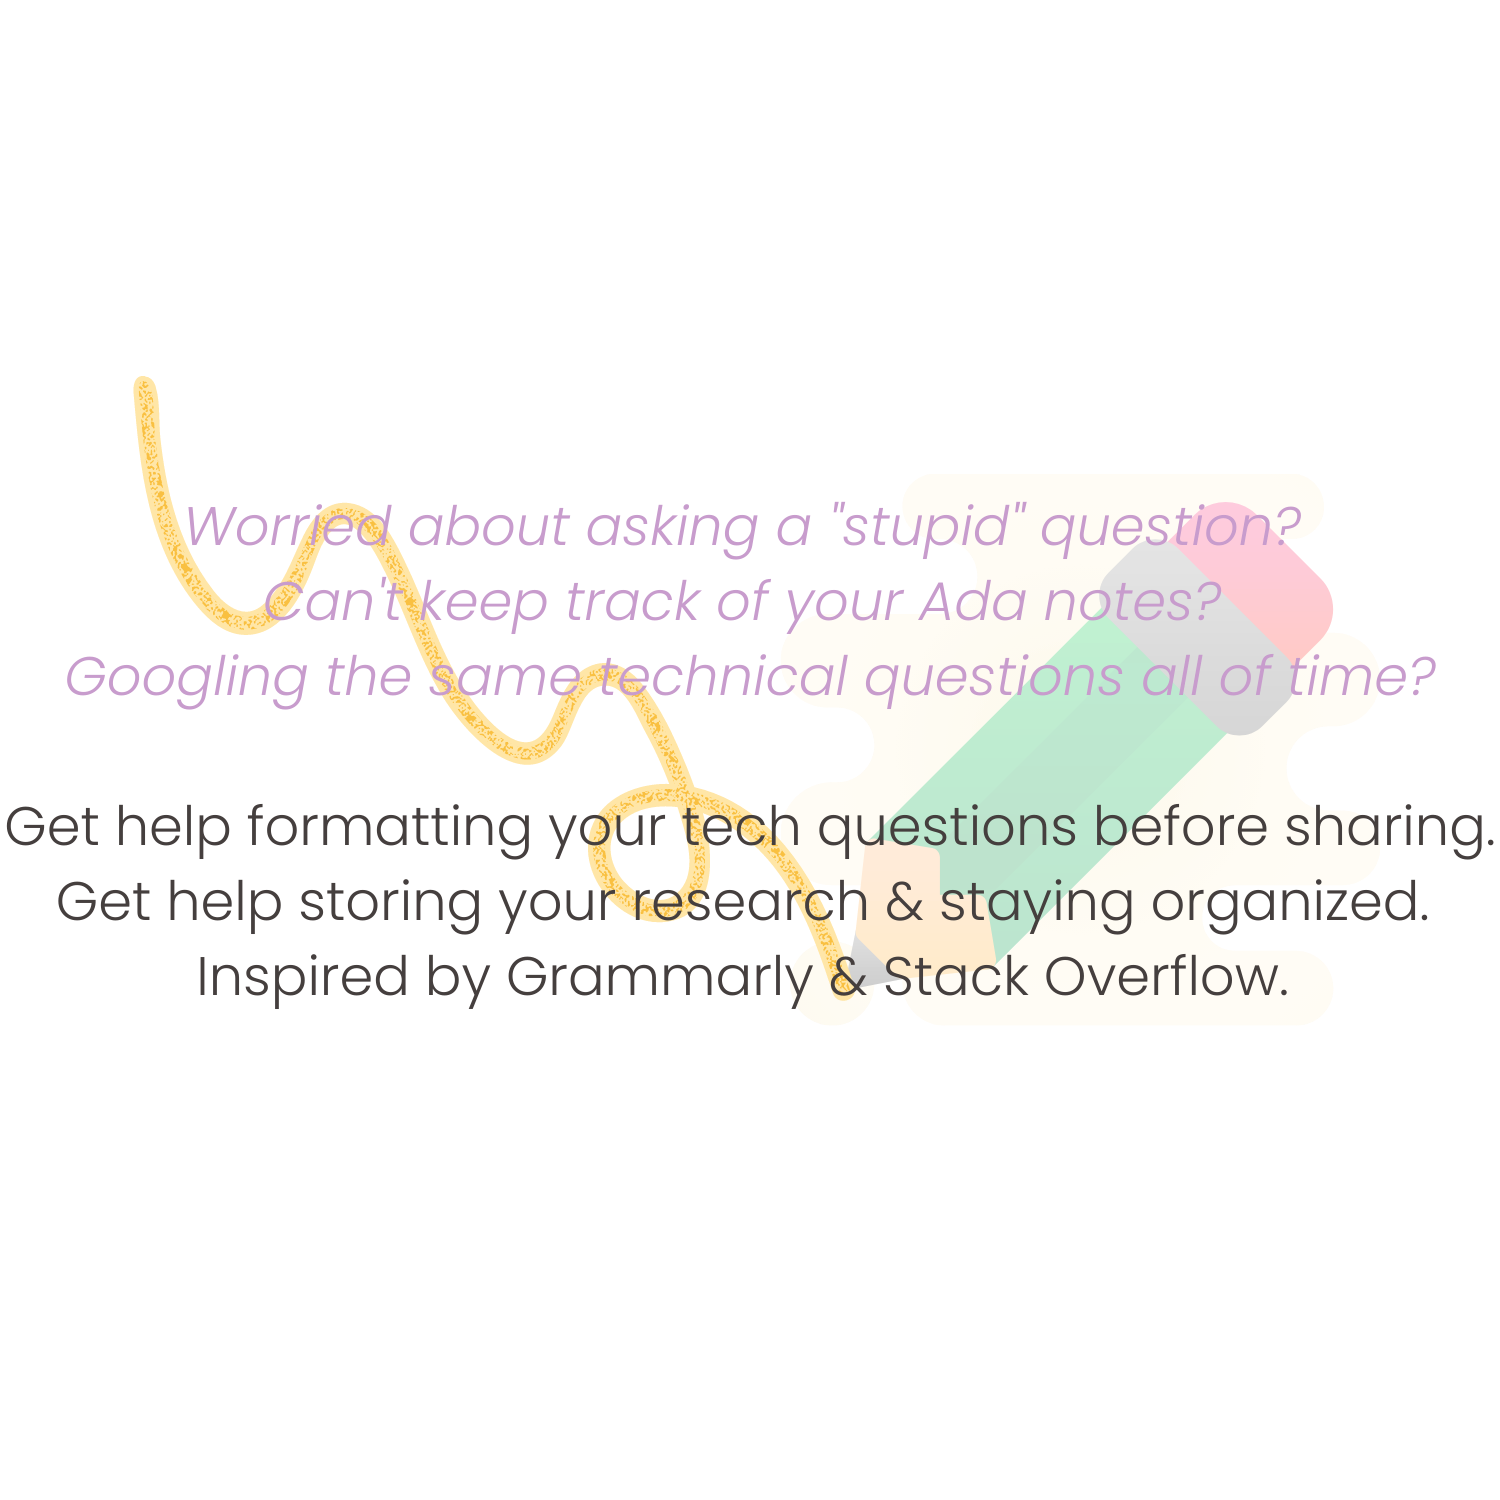 Worried about asking a "stupid" question?
Can't keep track of your Ada notes?
Googling the same technical questions all of time?
Get help formatting your tech questions before sharing.
Get help storing your research & staying organized.
Inspired by Grammarly & Stack Overflow.